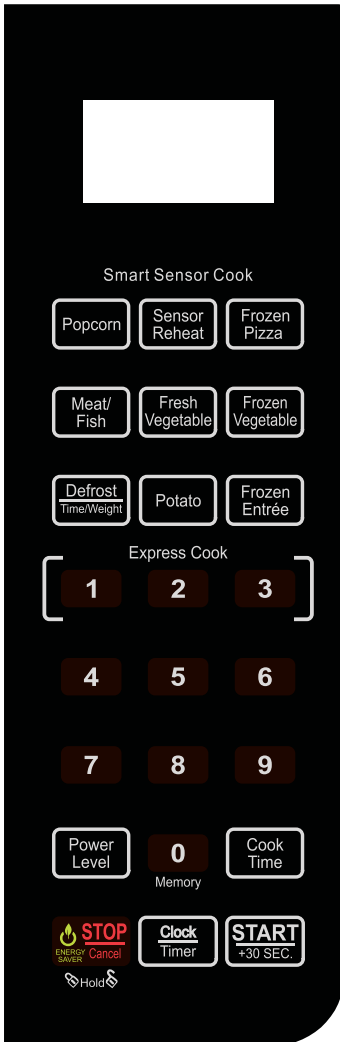 Smart Sensor Cook
Popcorn
Sensor
Reheat
Frozen
Pizza
Meat/
Fish
Fresh
Vegetable
Frozen
Vegetable
Defrost
Time/Weight
Potato
Frozen
Entrée
Express Cook
1 2 3
4 5 6
7 8 9
Power
Level
0
Memory
Cook
Time
ENERGY
SAVER
STOP
Cancel
Hold
Clock
Timer
START
+30 SEC.